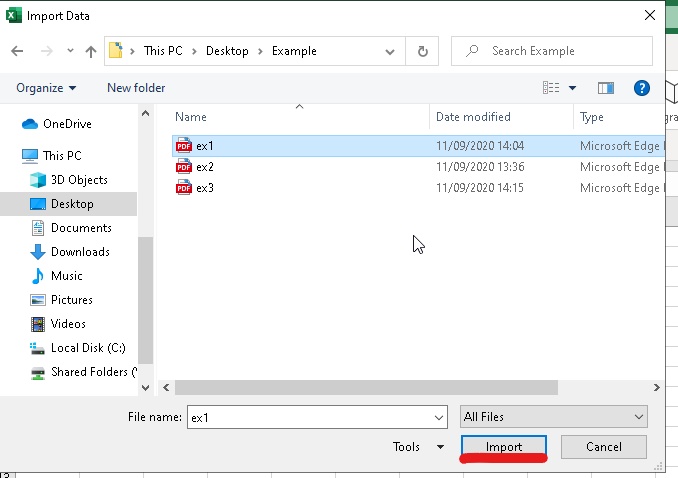 Import Data
This PC > Desktop > Example
Search Example
Organize
New folder
Name
Date modified
Type
OneDrive
This PC
3D Objects
Desktop
Documents
Downloads
Music
Pictures
Videos
Local Disk (C:)
Shared Folders (
PDF ex1 11/09/2020 14:04 Microsoft Edge
PDF ex2 11/09/2020 13:36 Microsoft Edge
PDF ex3 11/09/2020 14:15 Microsoft Edge
File name: ex1
All Files
Tools
Import
Cancel